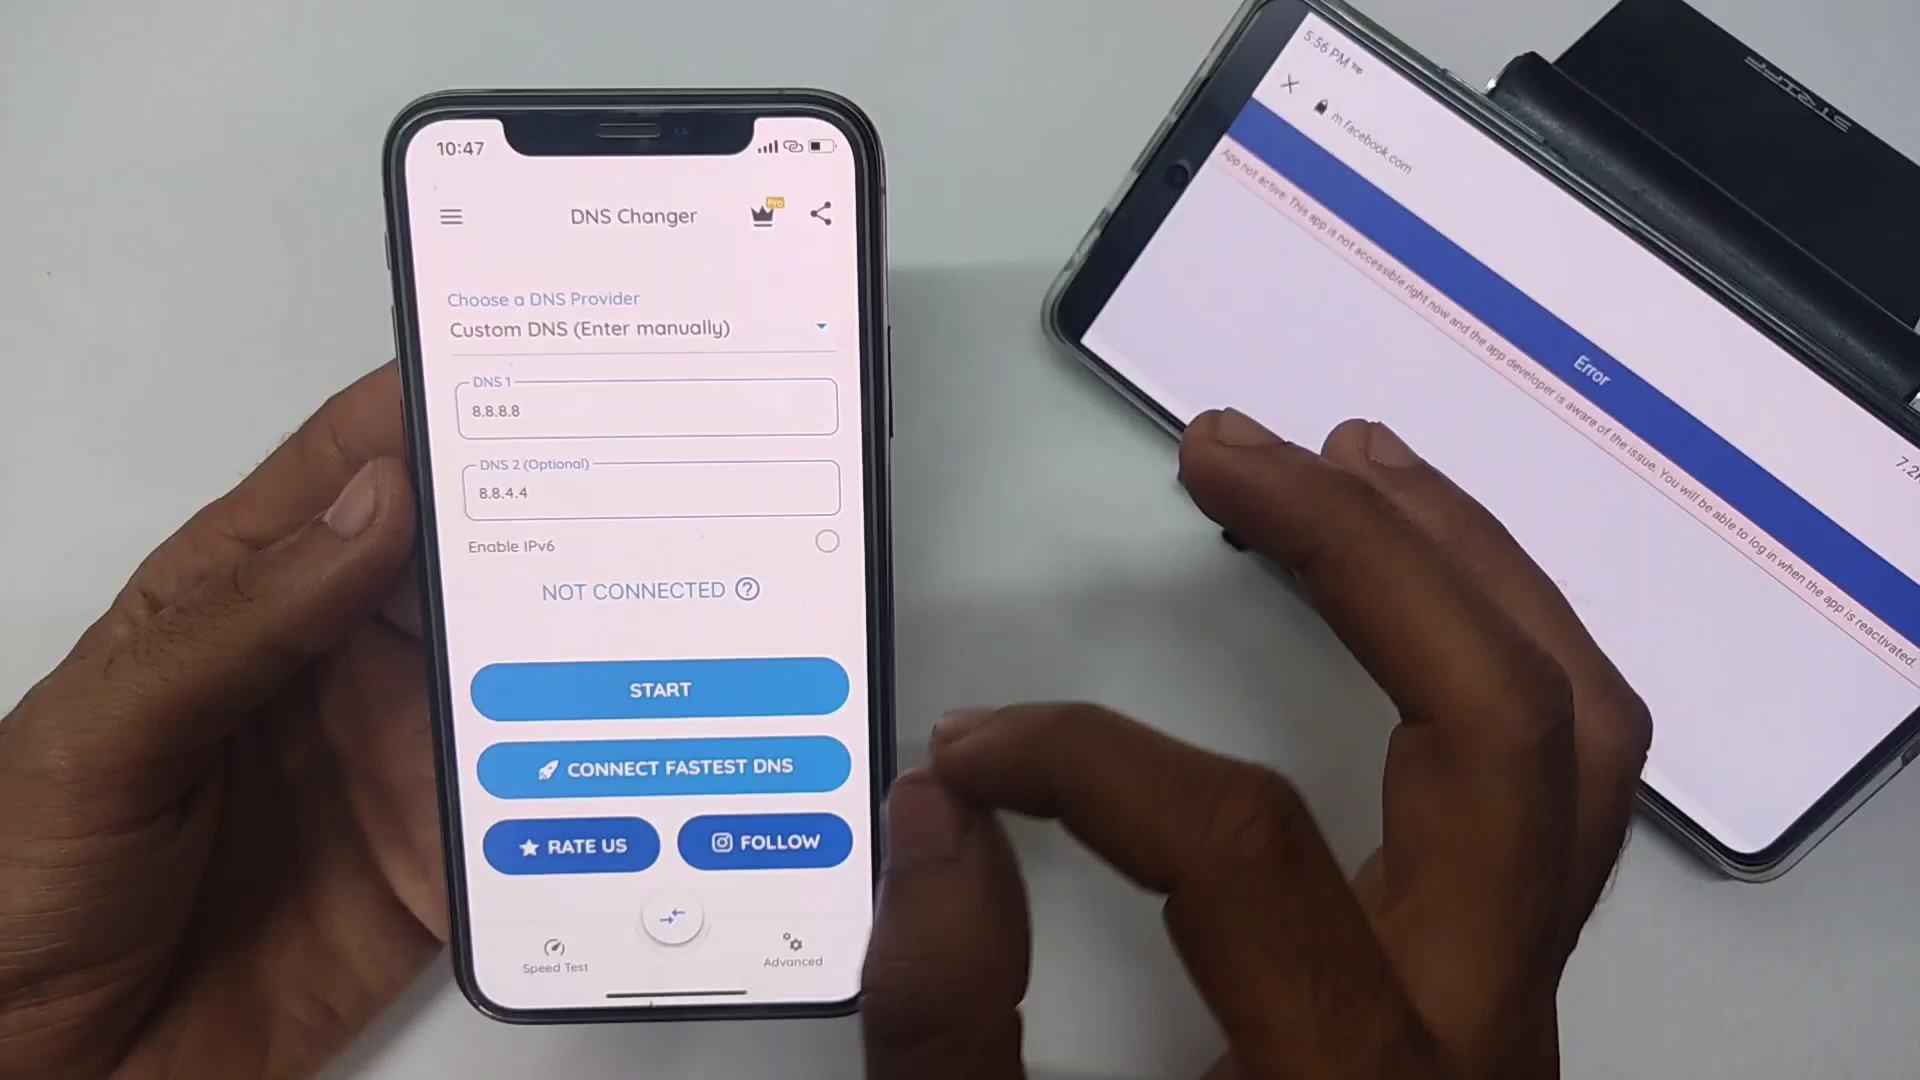 10:47
DNS Changer
Pro
Choose a DNS Provider
Custom DNS (Enter manually)
DNS 1
8.8.8.8
DNS 2 (Optional)
8.8.4.4
Enable IPv6
NOT CONNECTED ?
START
CONNECT FASTEST DNS
RATE US
FOLLOW
Speed Test
Advanced
5:56 PM
m.facebook.com
Error
App not active: This app is not accessible right now and the app developer is aware of the issue. You will be able to log in when the app is reactivated.